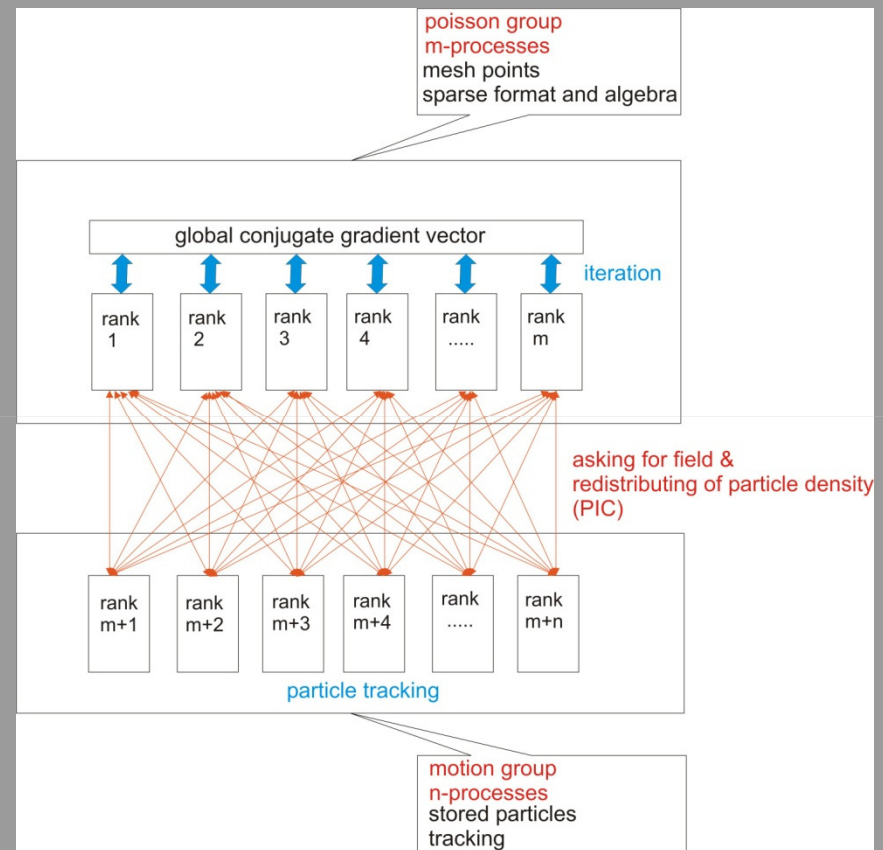 poisson group
m-processes
mesh points
sparse format and algebra
global conjugate gradient vector
iteration
rank
1
rank
2
rank
3
rank
4
rank
.....
rank
m
asking for field &
redistributing of particle density
(PIC)
rank
m+1
rank
m+2
rank
m+3
rank
m+4
rank
.....
rank
m+n
particle tracking
motion group
n-processes
stored particles
tracking